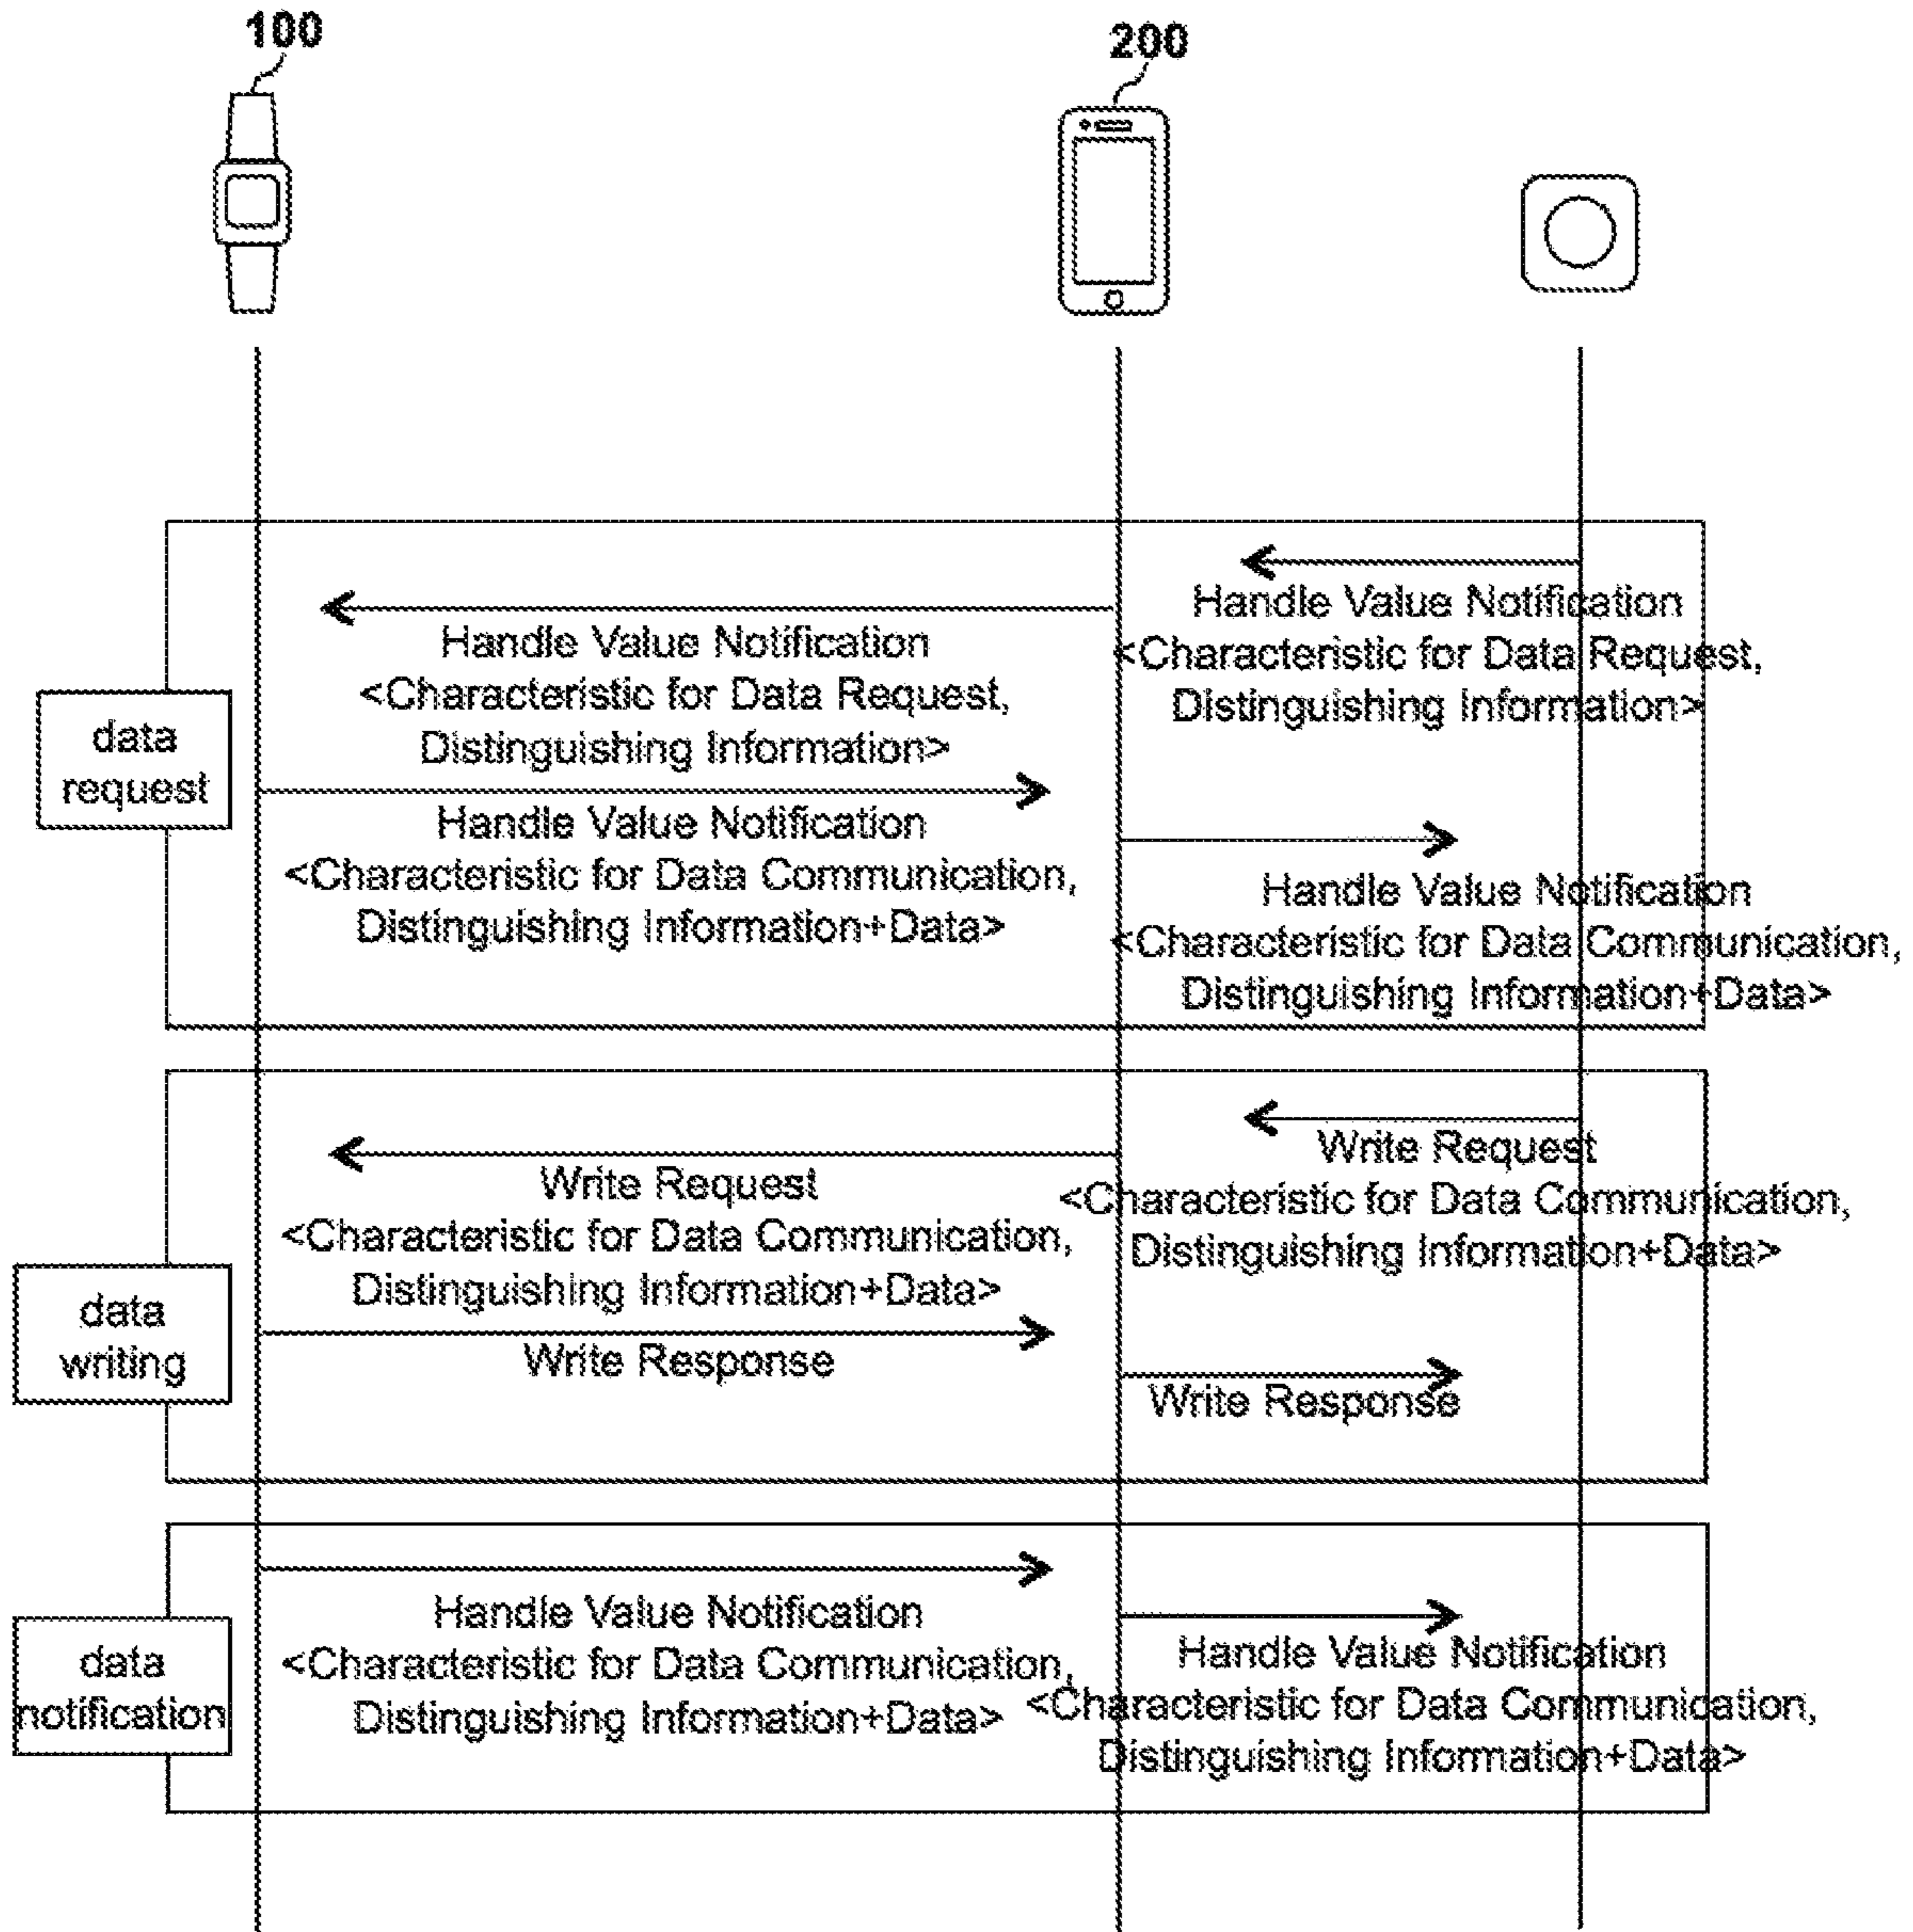 100
200
Handle Value Notification
<Characteristic for Data Request,
Distinguishing Information>
Handle Value Notification
<Characteristic for Data Request,
Distinguishing Information>
data
request
Handle Value Notification
<Characteristic for Data Communication,
Distinguishing Information+Data>
Handle Value Notification
<Characteristic for Data Communication,
Distinguishing Information+Data>
Write Request
<Characteristic for Data Communication,
Distinguishing Information+Data>
Write Request
<Characteristic for Data Communication,
Distinguishing Information+Data>
data
writing
Write Response
Write Response
Handle Value Notification
<Characteristic for Data Communication,
Distinguishing Information+Data>
data
notification
Handle Value Notification
<Characteristic for Data Communication,
Distinguishing Information+Data>